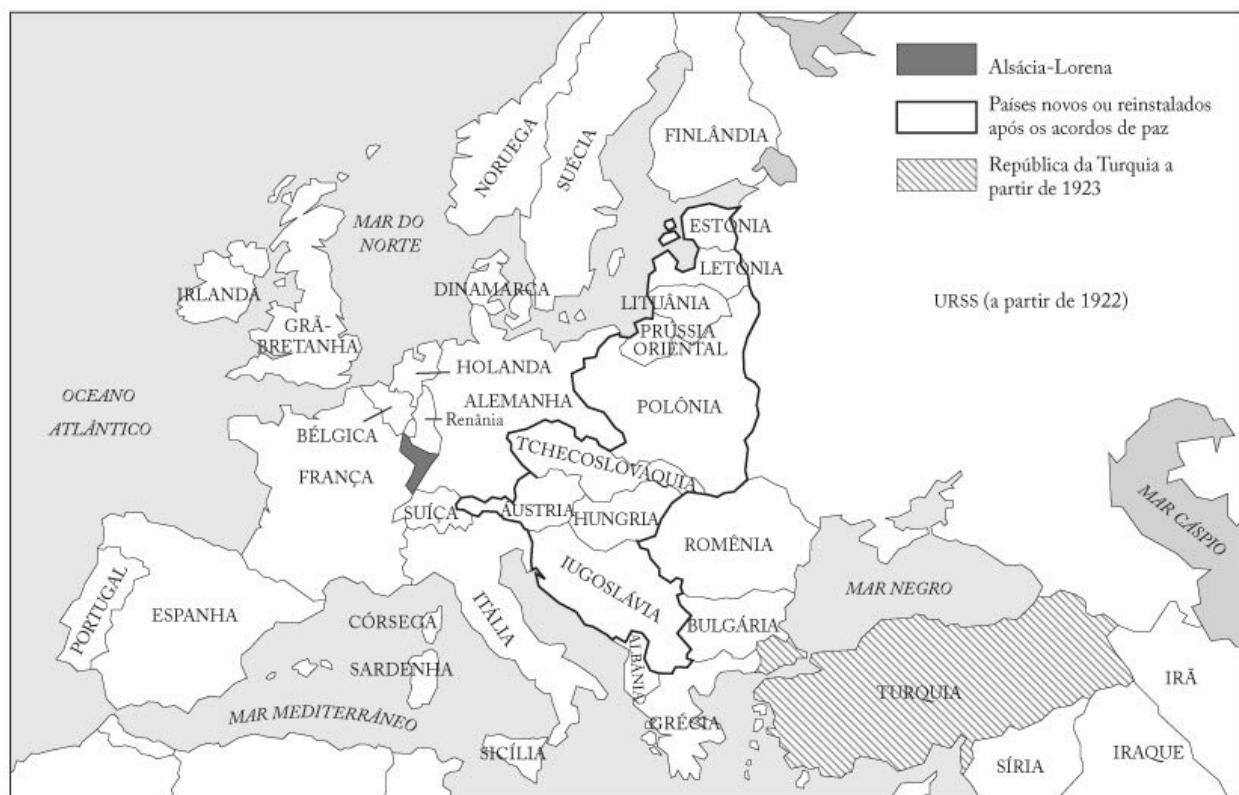 Alsácia-Lorena
Países novos ou reinstalados
após os acordos de paz
República da Turquia a
partir de 1923
NORUEGA
SUÉCIA
FINLÂNDIA
MAR DO
NORTE
ESTÔNIA
LETÔNIA
DINAMARCA
LITUÂNIA
IRLANDA
URSS (a partir de 1922)
GRÃ-
BRETANHA
PRÚSSIA
ORIENTAL
HOLANDA
OCEANO
ATLÂNTICO
ALEMANHA
POLÔNIA
Renânia
BÉLGICA
TCHECOSLOVÁQUIA
FRANÇA
SUÍÇA
ÁUSTRIA
HUNGRIA
ROMÊNIA
MAR CÁSPIO
IUGOSLÁVIA
MAR NEGRO
PORTUGAL
ESPANHA
CÓRSEGA
ITÁLIA
BULGÁRIA
SARDENHA
ALBÂNIA
TURQUIA
IRÃ
MAR MEDITERRÂNEO
GRÉCIA
SICÍLIA
SÍRIA
IRAQUE